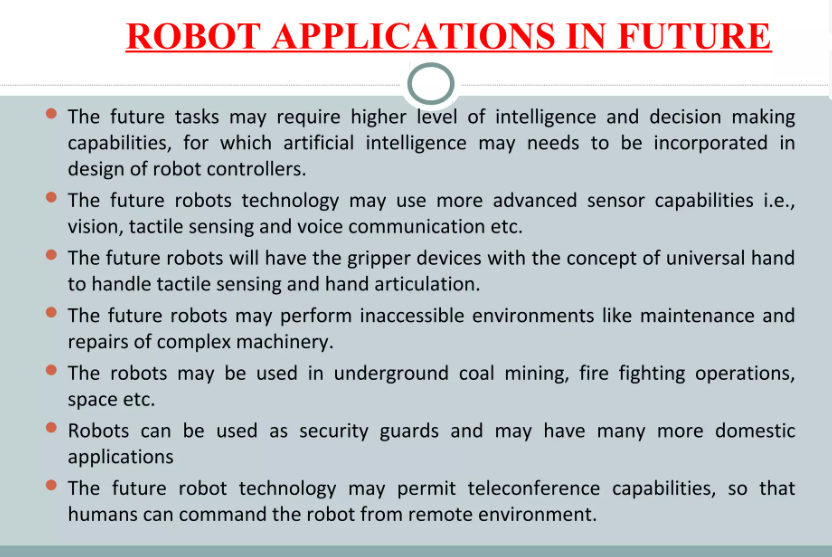 ROBOT APPLICATIONS IN FUTURE
The future tasks may require higher level of intelligence and decision making
capabilities, for which artificial intelligence may needs to be incorporated in
design of robot controllers.
The future robots technology may use more advanced sensor capabilities i.e.,
vision, tactile sensing and voice communication etc.
The future robots will have the gripper devices with the concept of universal hand
to handle tactile sensing and hand articulation.
The future robots may perform inaccessible environments like maintenance and
repairs of complex machinery.
The robots may be used in underground coal mining, fire fighting operations,
space etc.
Robots can be used as security guards and may have many more domestic
applications
The future robot technology may permit teleconference capabilities, so that
humans can command the robot from remote environment.